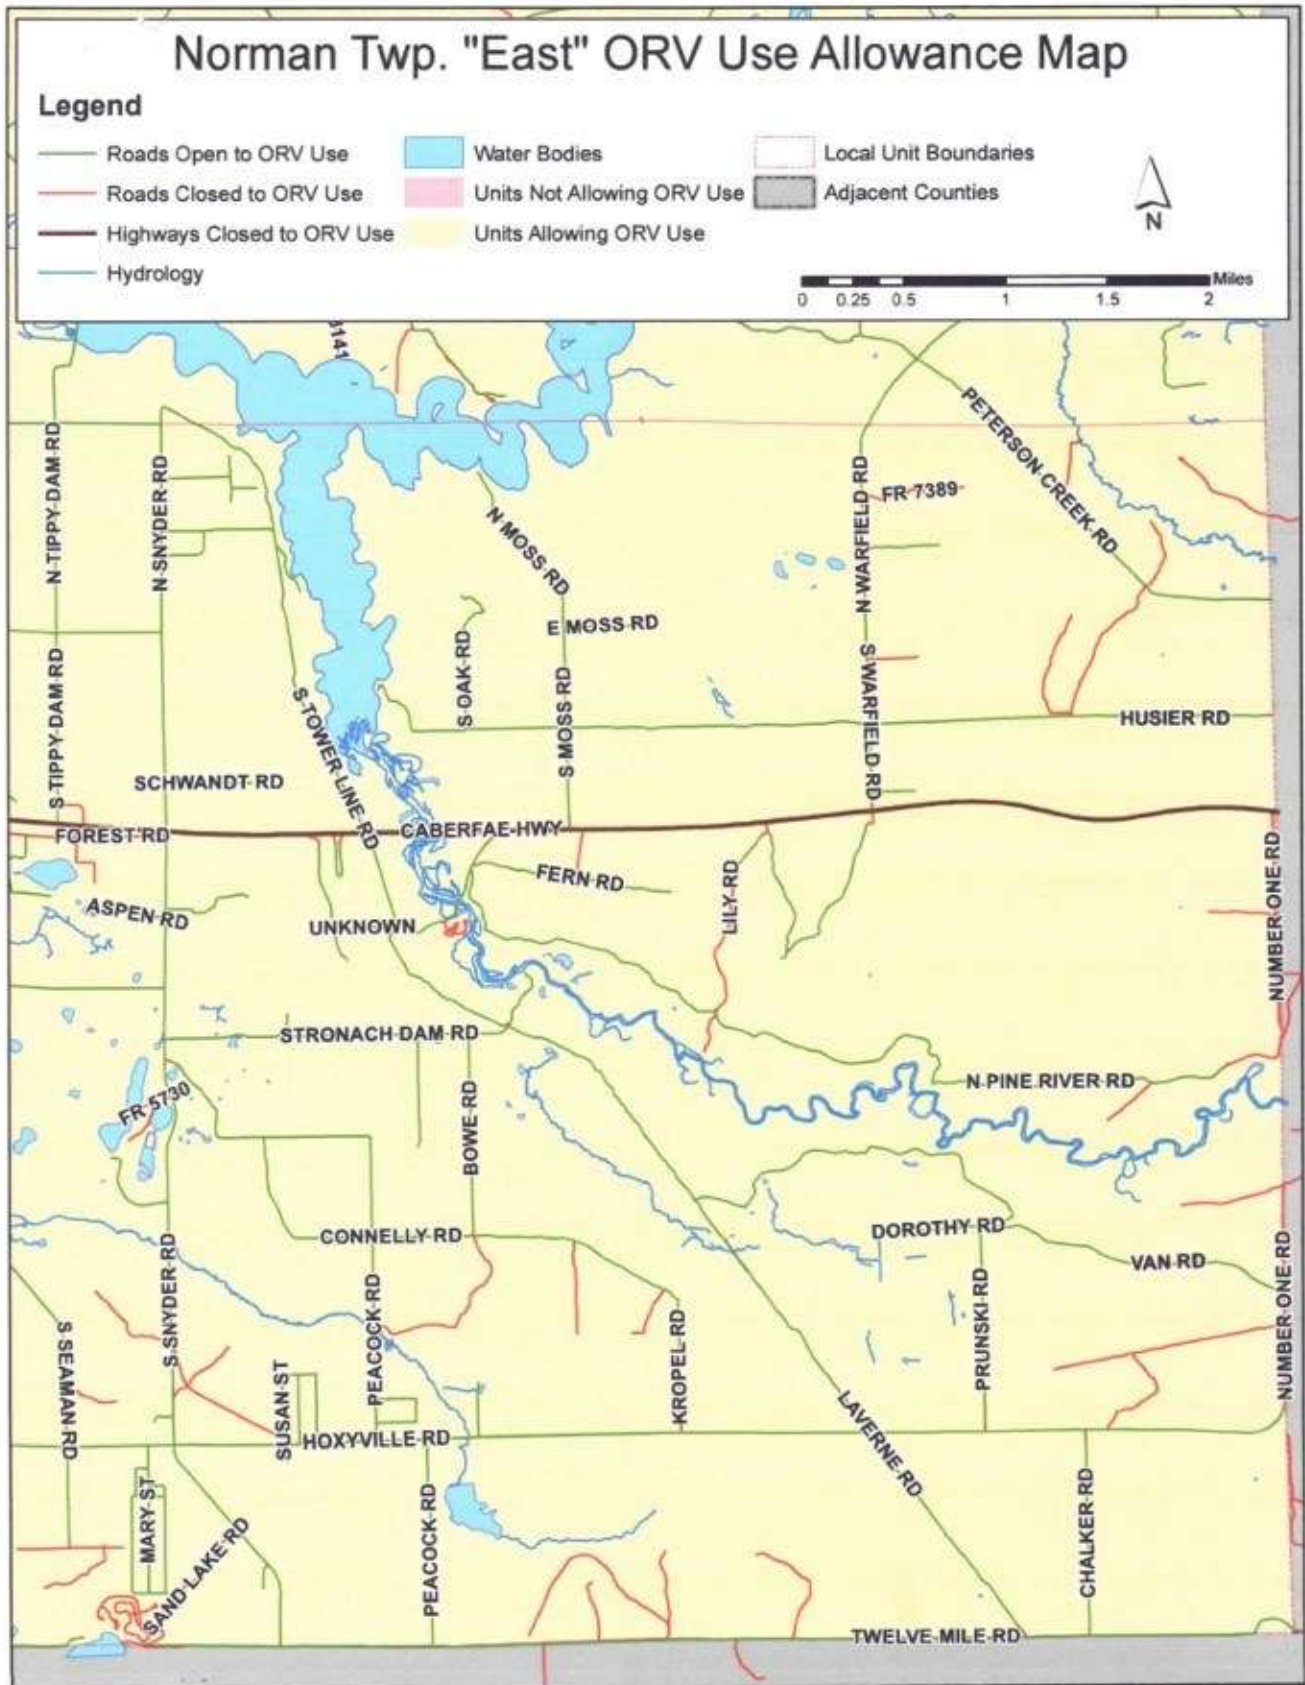 Norman Twp. "East" ORV Use Allowance Map
Legend
Roads Open to ORV Use
Water Bodies
Local Unit Boundaries
Roads Closed to ORV Use
Units Not Allowing ORV Use
Adjacent Counties
Highways Closed to ORV Use
Units Allowing ORV Use
Hydrology
N
Miles
0 0.25 0.5 1 1.5 2
PETERSON CREEK RD
N TIPPY DAM RD
N SNYDER RD
N WARFIELD RD
FR 7389
N MOSS RD
E MOSS RD
S OAK RD
S TIPPY DAM RD
S MOSS RD
S WARFIELD RD
S TOWER LINE RD
HUSIER RD
SCHWANDT RD
FOREST RD
CABERFAE HWY
FERN RD
LILY RD
NUMBER ONE RD
ASPEN RD
UNKNOWN
STRONACH DAM RD
N PINE RIVER RD
FR 5730
BOWE RD
CONNELLY RD
DOROTHY RD
VAN RD
S SNYDER RD
PEACOCK RD
KROPEL RD
PRUNSKI RD
NUMBER ONE RD
S SEAMAN RD
SUSAN ST
HOXYVILLE RD
LAVERNE RD
MARY ST
SAND LAKE RD
PEACOCK RD
CHALKER RD
TWELVE MILE RD